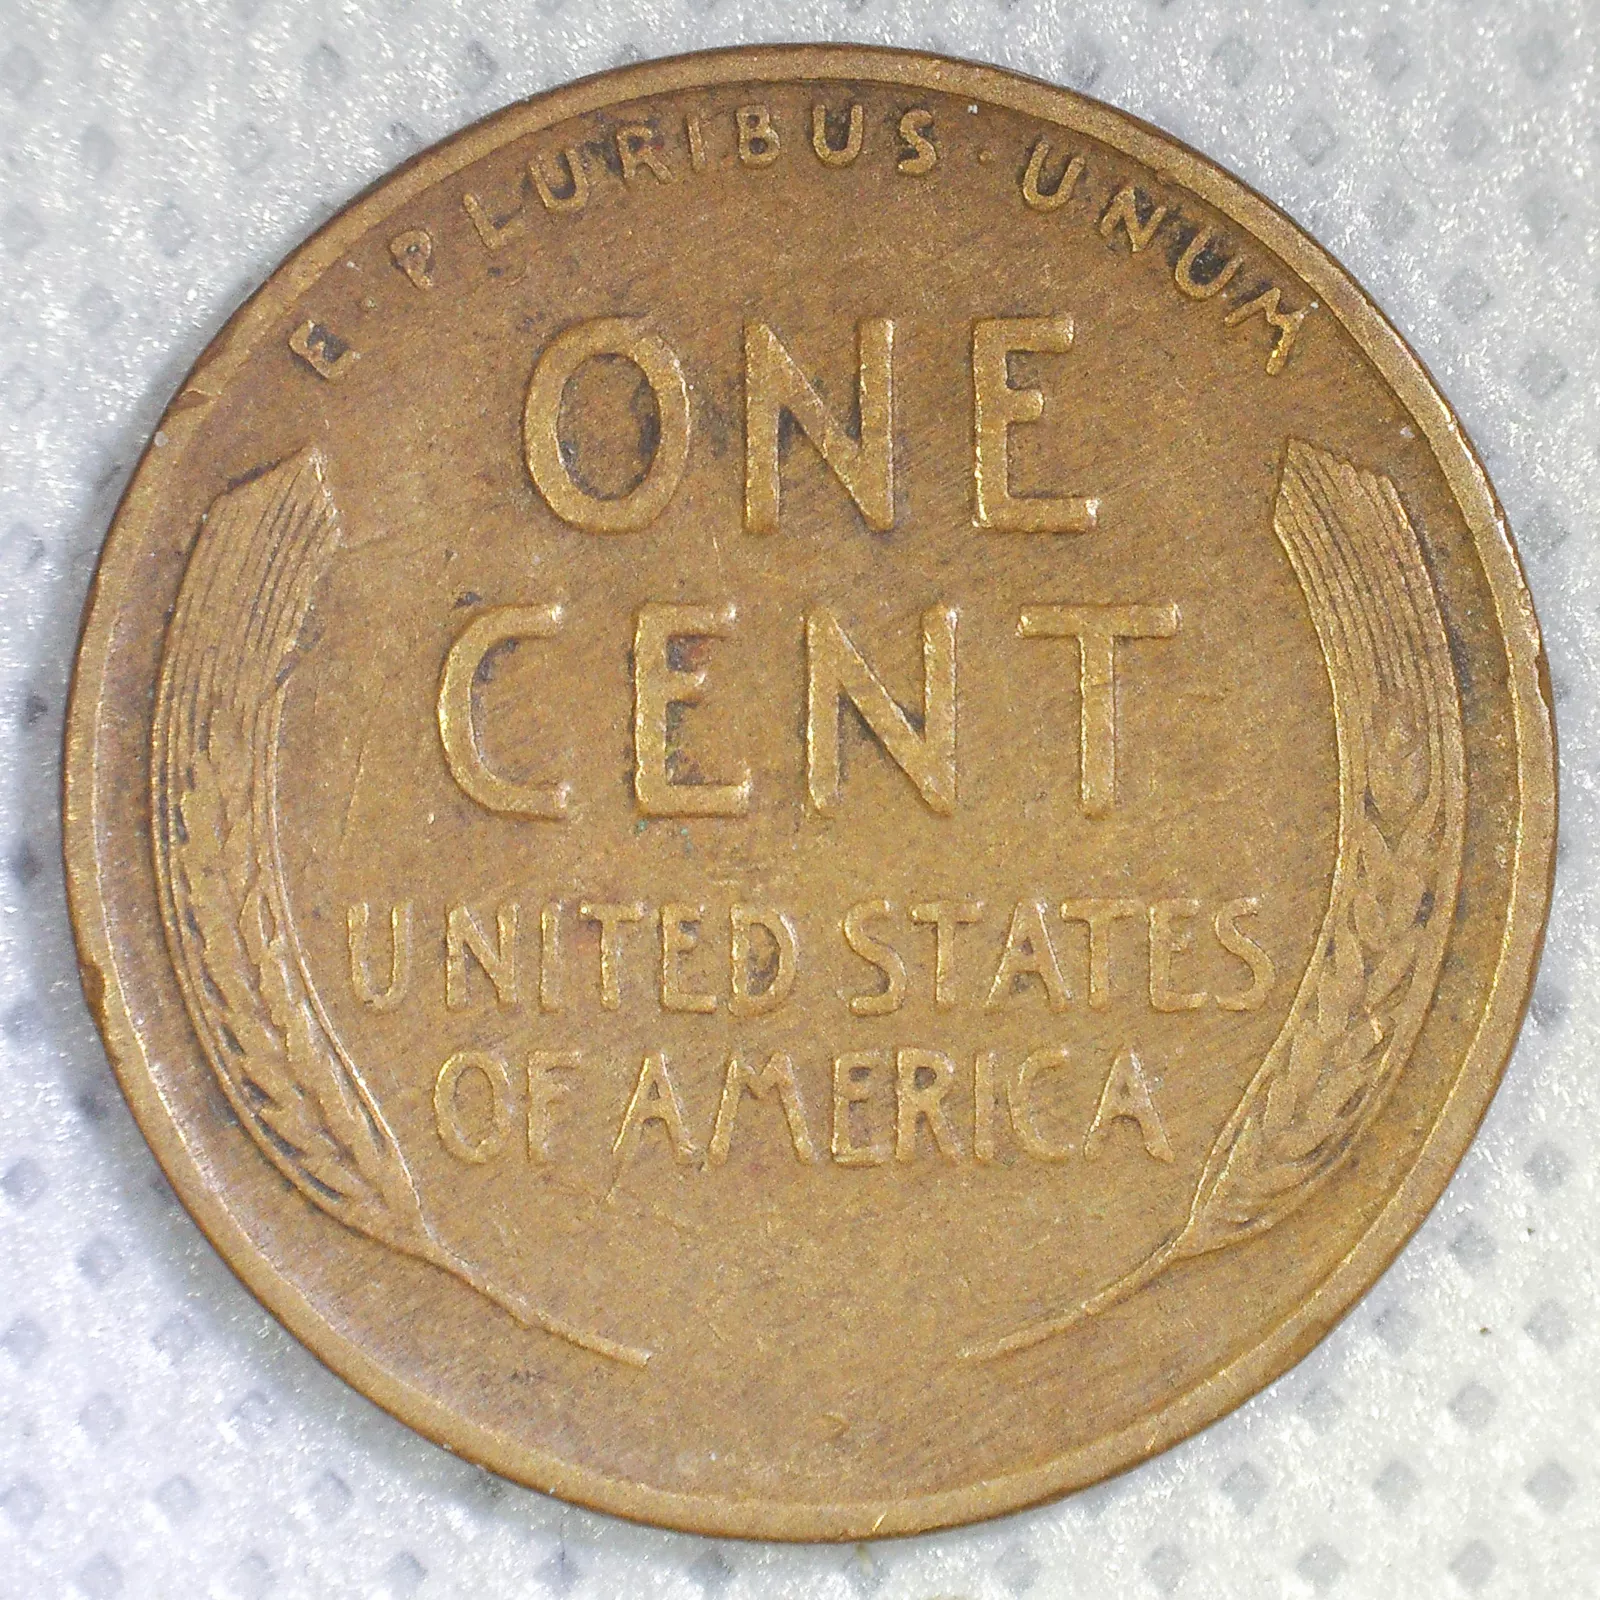 E·PLURIBUS·UNUM
ONE
CENT
UNITED STATES
OF AMERICA